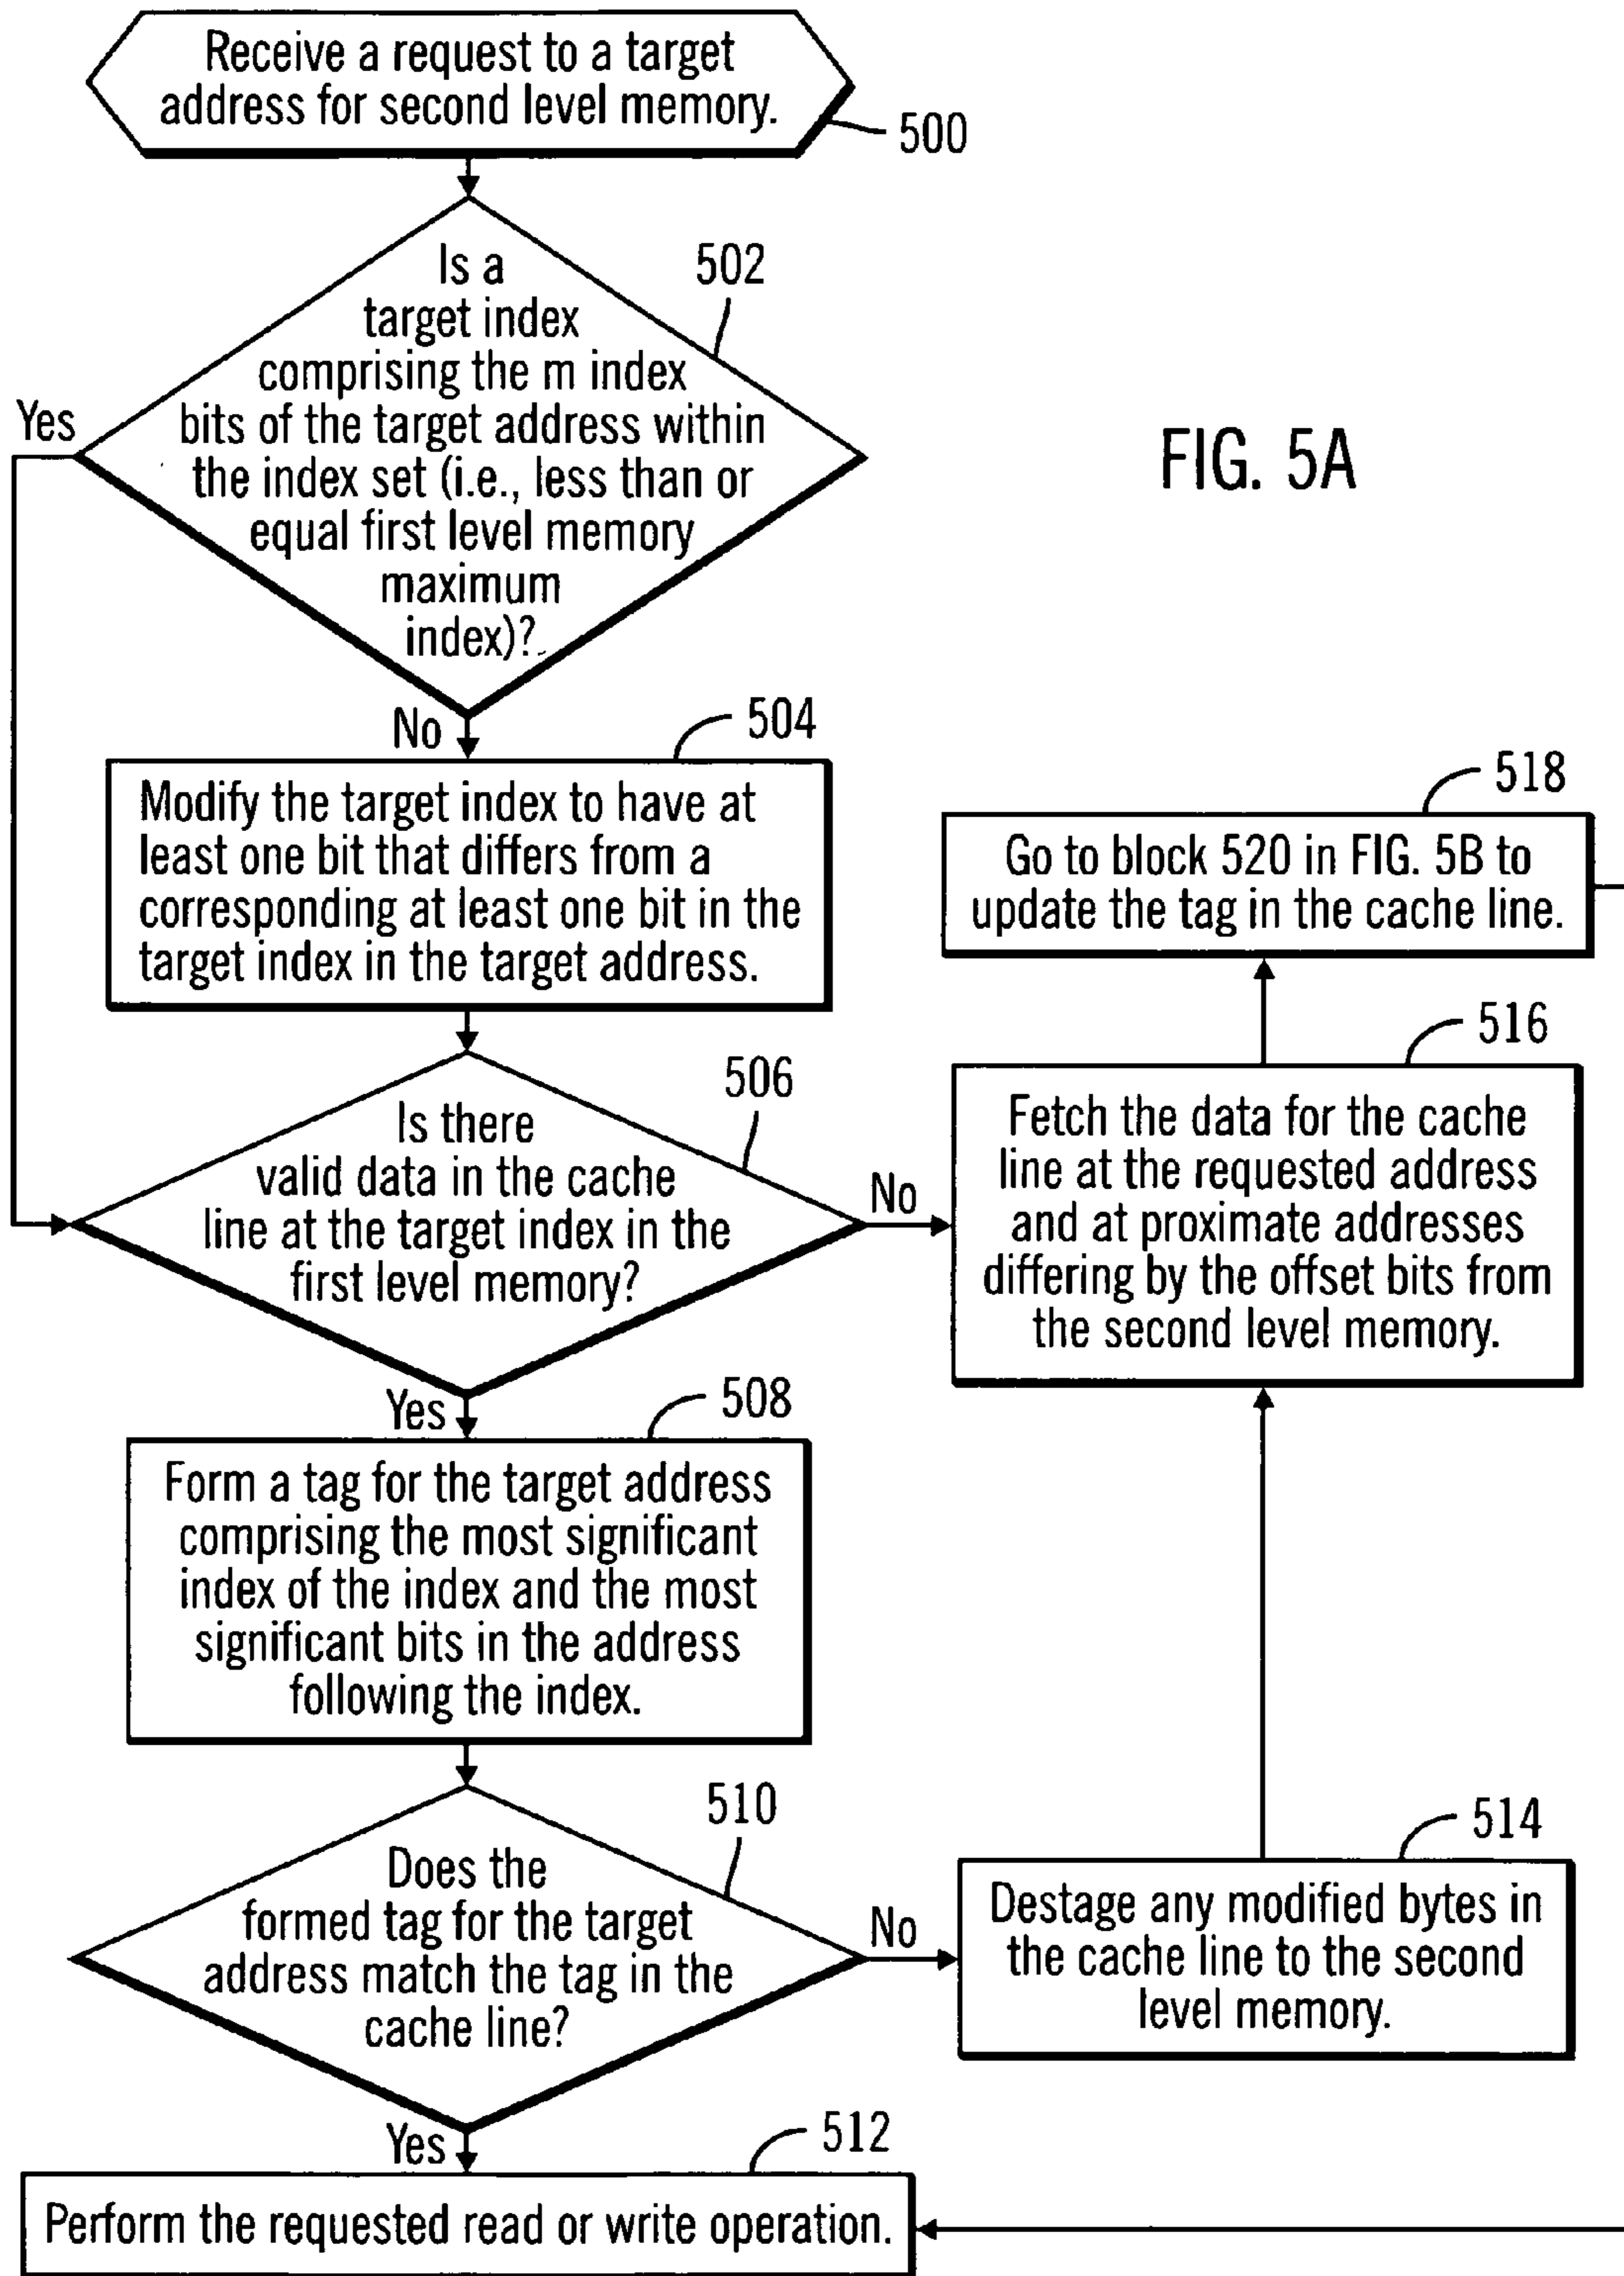 Receive a request to a target
address for second level memory.
500
Is a
target index
comprising the m index
bits of the target address within
the index set (i.e., less than or
equal first level memory
maximum
index)?
502
Yes
No
FIG. 5A
504
Modify the target index to have at
least one bit that differs from a
corresponding at least one bit in the
target index in the target address.
518
Go to block 520 in FIG. 5B to
update the tag in the cache line.
506
Is there
valid data in the cache
line at the target index in the
first level memory?
No
Yes
516
Fetch the data for the cache
line at the requested address
and at proximate addresses
differing by the offset bits from
the second level memory.
508
Form a tag for the target address
comprising the most significant
index of the index and the most
significant bits in the address
following the index.
510
Does the
formed tag for the target
address match the tag in the
cache line?
No
Yes
514
Destage any modified bytes in
the cache line to the second
level memory.
512
Perform the requested read or write operation.